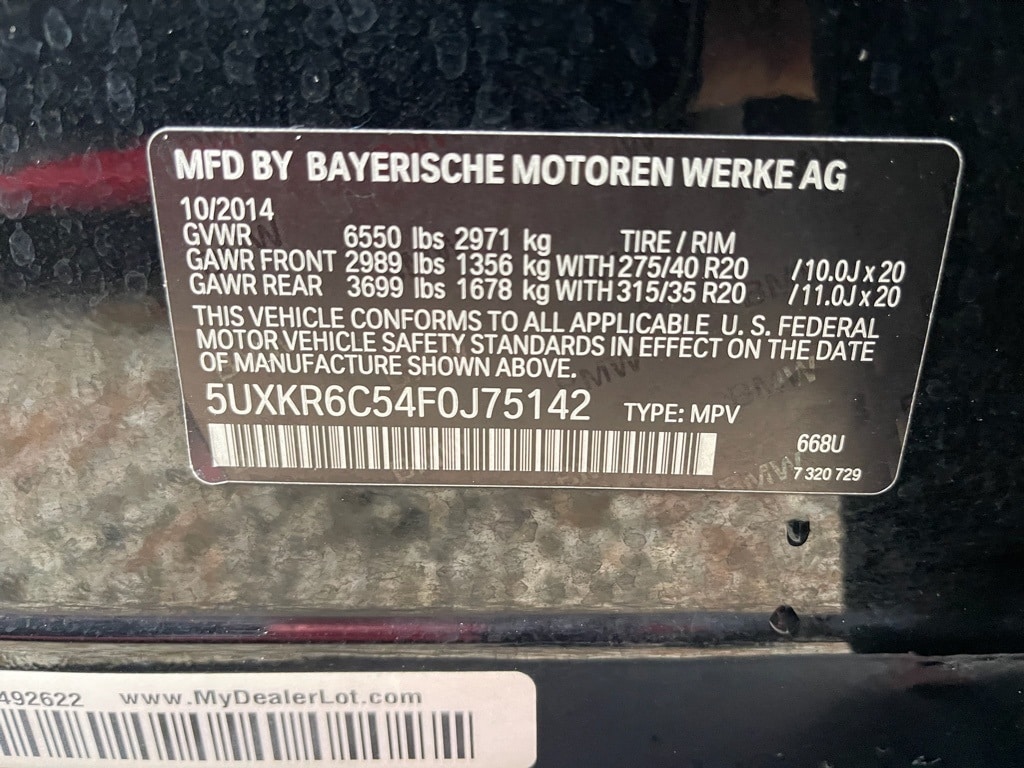 MFD BY BAYERISCHE MOTOREN WERKE AG
10/2014
GVWR 6550 lbs 2971 kg TIRE / RIM
GAWR FRONT 2989 lbs 1356 kg WITH 275/40 R20 /10.0J x 20
GAWR REAR 3699 lbs 1678 kg WITH 315/35 R20 /11.0J x 20
THIS VEHICLE CONFORMS TO ALL APPLICABLE U. S. FEDERAL
MOTOR VEHICLE SAFETY STANDARDS IN EFFECT ON THE DATE
OF MANUFACTURE SHOWN ABOVE.
5UXKR6C54F0J75142 TYPE: MPV
668U
7 320 729
492622 www.MyDealerLot.com